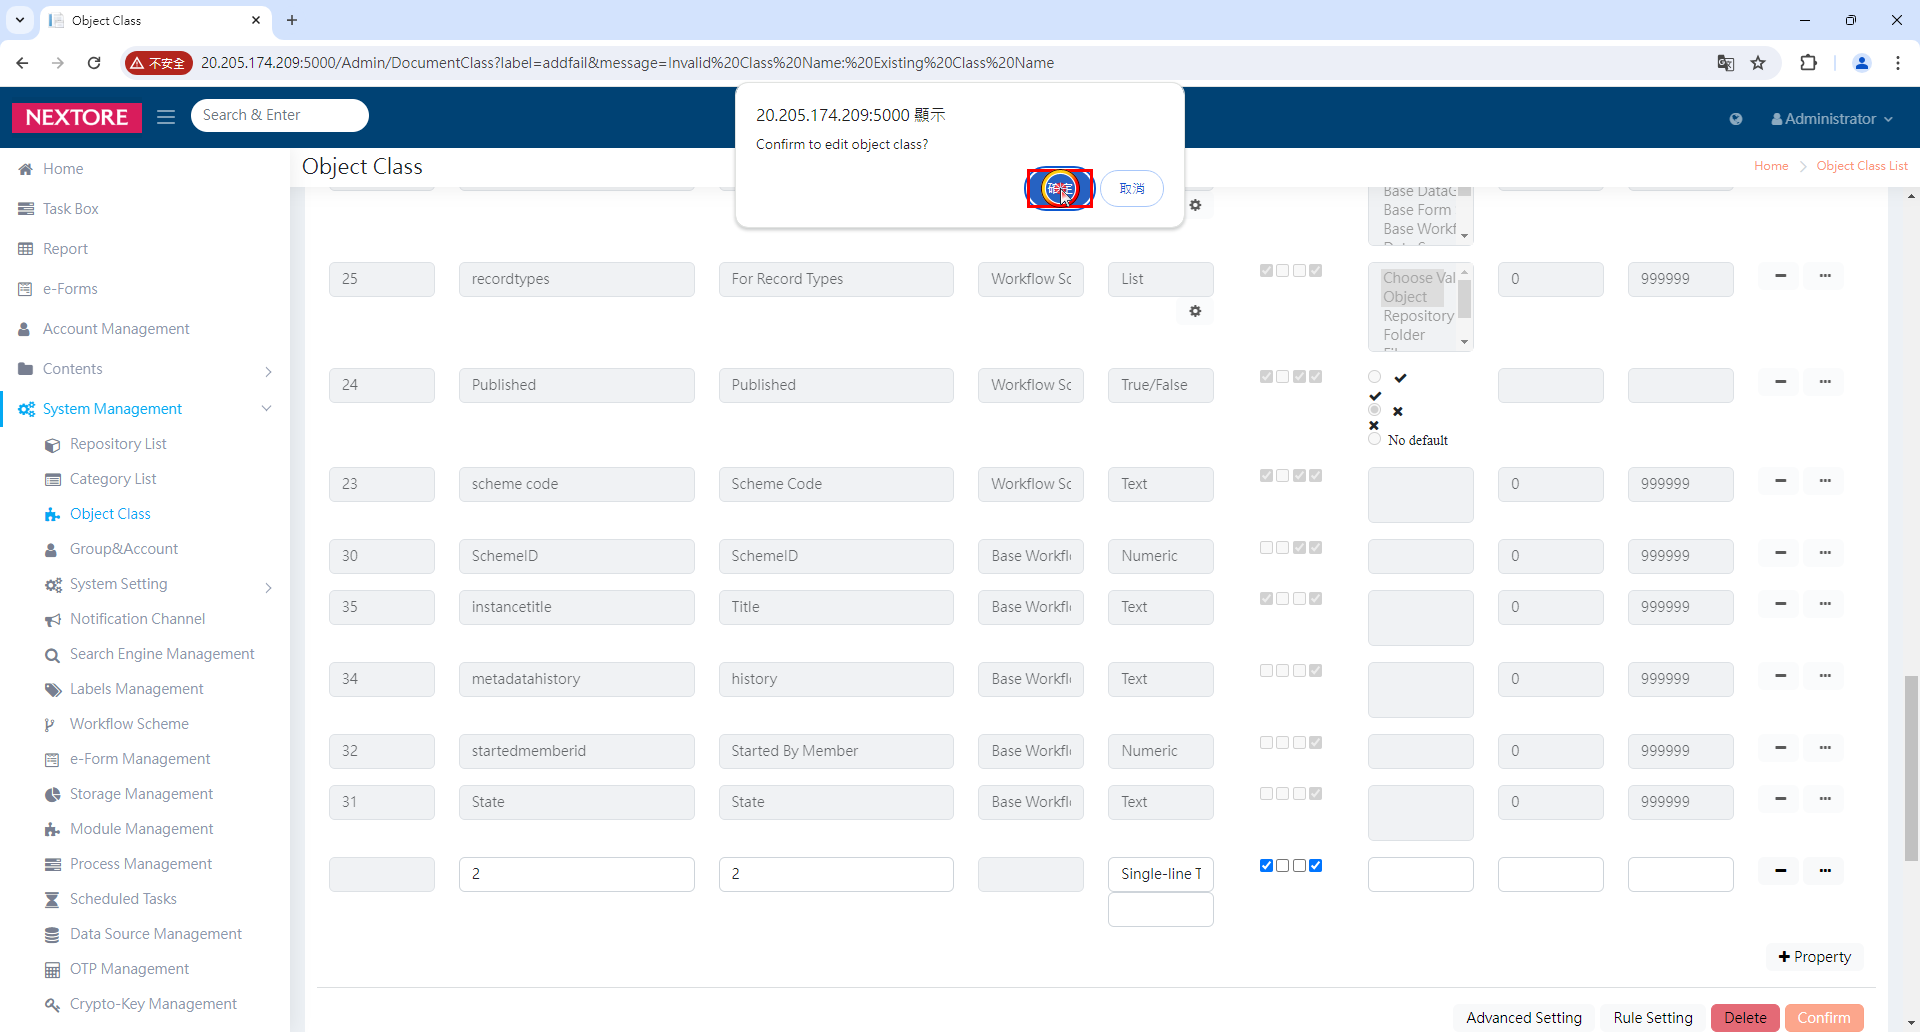 Object Class
不安全
20.205.174.209:5000/Admin/DocumentClass?label=addfail&message=Invalid%20Class%20Name:%20Existing%20Class%20Name
NEXTORE
Search & Enter
Administrator
20.205.174.209:5000 顯示
Confirm to edit object class?
確定
取消
Object Class
Home
Object Class List
Home
Task Box
Report
e-Forms
Account Management
Contents
System Management
Repository List
Category List
Object Class
Group&Account
System Setting
Notification Channel
Search Engine Management
Labels Management
Workflow Scheme
e-Form Management
Storage Management
Module Management
Process Management
Scheduled Tasks
Data Source Management
OTP Management
Crypto-Key Management
Base DataG
Base Form
Base Workf
25 recordtypes For Record Types Workflow Sc List 0 999999
Choose Val
Object
Repository
Folder
24 Published Published Workflow Sc True/False
No default
23 scheme code Scheme Code Workflow Sc Text 0 999999
30 SchemeID SchemeID Base Workfl Numeric 0 999999
35 instancetitle Title Base Workfl Text 0 999999
34 metadatahistory history Base Workfl Text 0 999999
32 startedmemberid Started By Member Base Workfl Numeric 0 999999
31 State State Base Workfl Text 0 999999
2 2 Single-line T
Property
Advanced Setting Rule Setting Delete Confirm